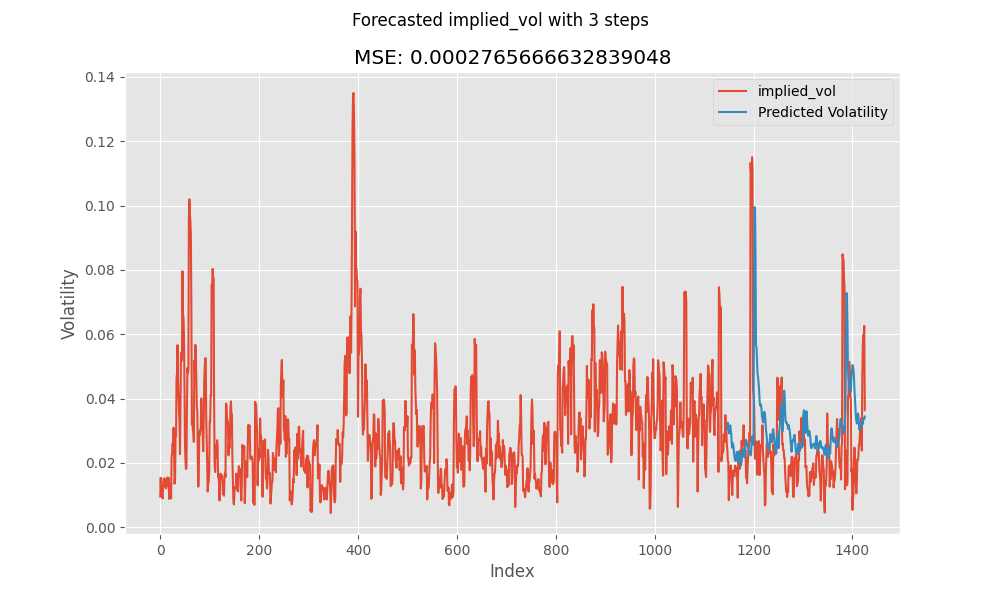 Forecasted implied_vol with 3 steps
MSE: 0.0002765666632839048
implied_vol
Predicted Volatility
0.14
0.12
0.10
0.08
0.06
0.04
0.02
0.00
Volatility
0 200 400 600 800 1000 1200 1400
Index